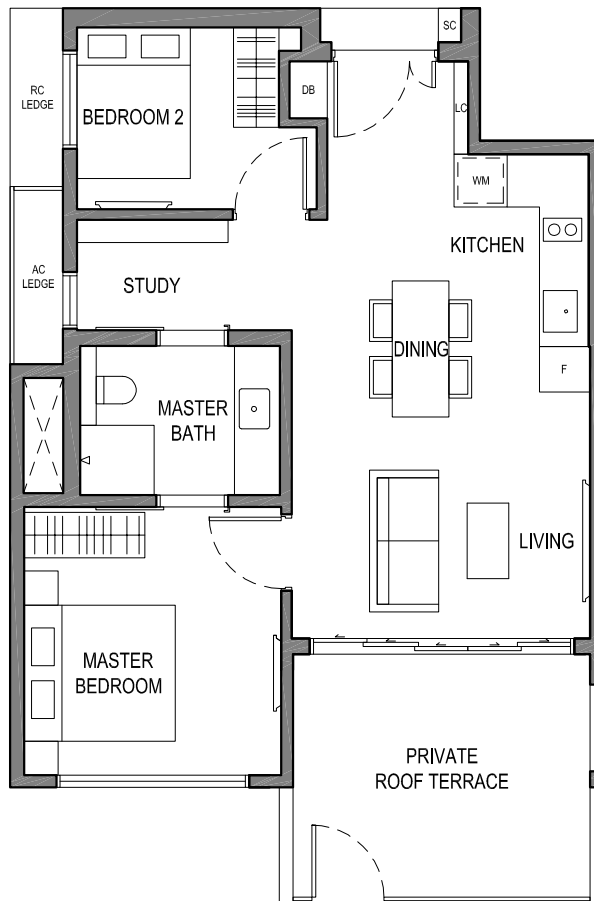 SC
RC
LEDGE
BEDROOM 2
DB
LC
WM
KITCHEN
AC
LEDGE
STUDY
DINING
F
MASTER
BATH
LIVING
MASTER
BEDROOM
PRIVATE
ROOF TERRACE